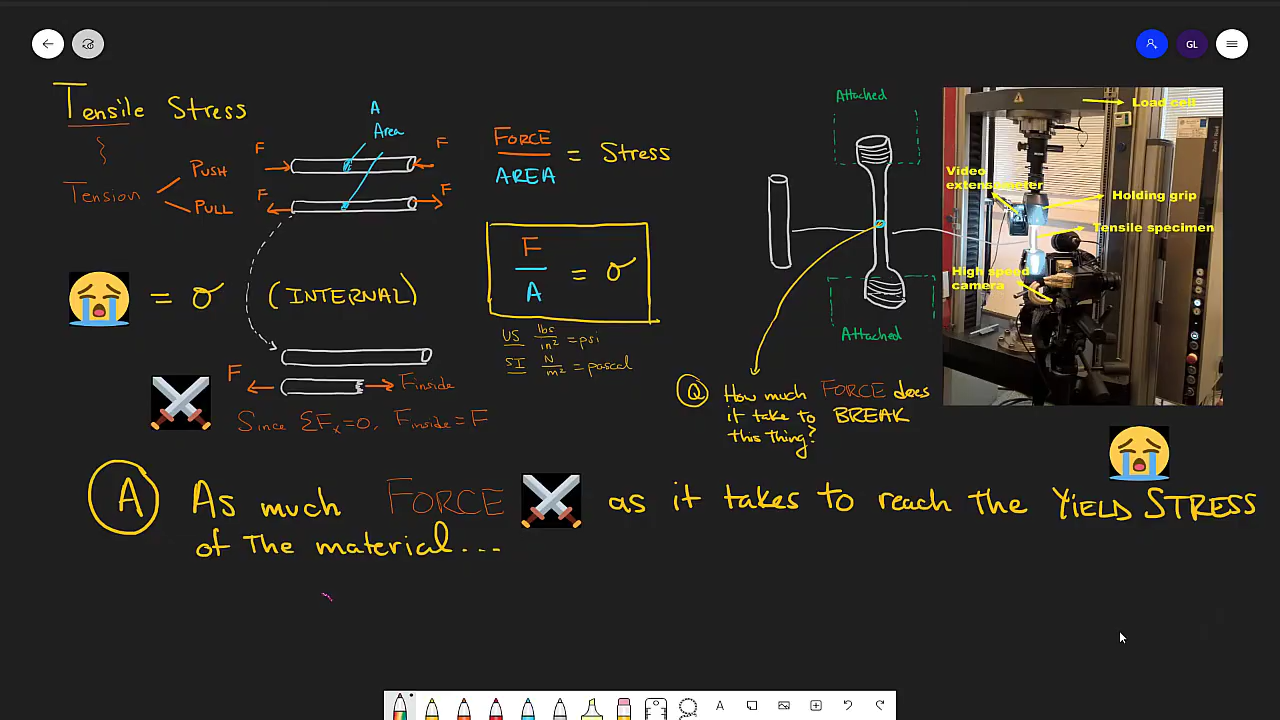 GL
Tensile Stress
Tension
PUSH
PULL
F
F
F
F
A
Area
FORCE
AREA
= Stress
F
A
= σ
US lbs/in² = psi
SI N/m² = pascal
= σ (INTERNAL)
F
Finside
Since ΣFx=0, Finside=F
Attached
Attached
Q
How much FORCE does
it take to BREAK
this thing?
Load cell
Video
extensometer
Holding grip
Tensile specimen
High speed
camera
A
As much FORCE as it takes to reach the YIELD STRESS
of the material...
A